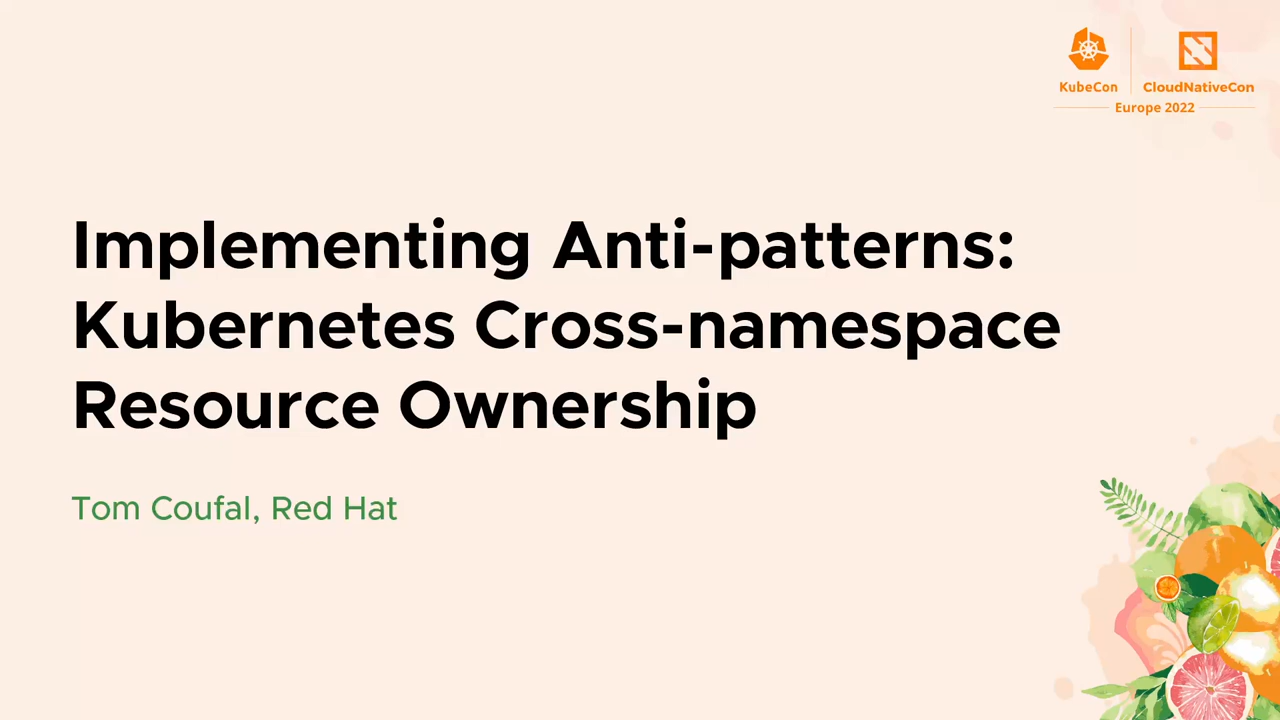 KubeCon
CloudNativeCon
Europe 2022
Implementing Anti-patterns:
Kubernetes Cross-namespace
Resource Ownership
Tom Coufal, Red Hat